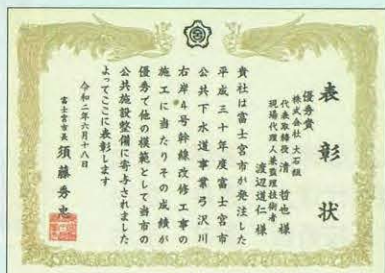 表彰状
優秀賞
株式会社 大石組
代表取締役 清 哲也 様
現場代理人兼監理技術者
渡辺道仁 様
貴社は富士宮市が発注した
平成三十年度富士宮市
公共下水道事業弓沢川
右岸4号幹線改修工事の
施工に当たりその成績が
優秀で他の模範として当市の
公共施設整備に寄与されました
よってここに表彰します
令和二年六月十八日
富士宮市長 須藤秀忠